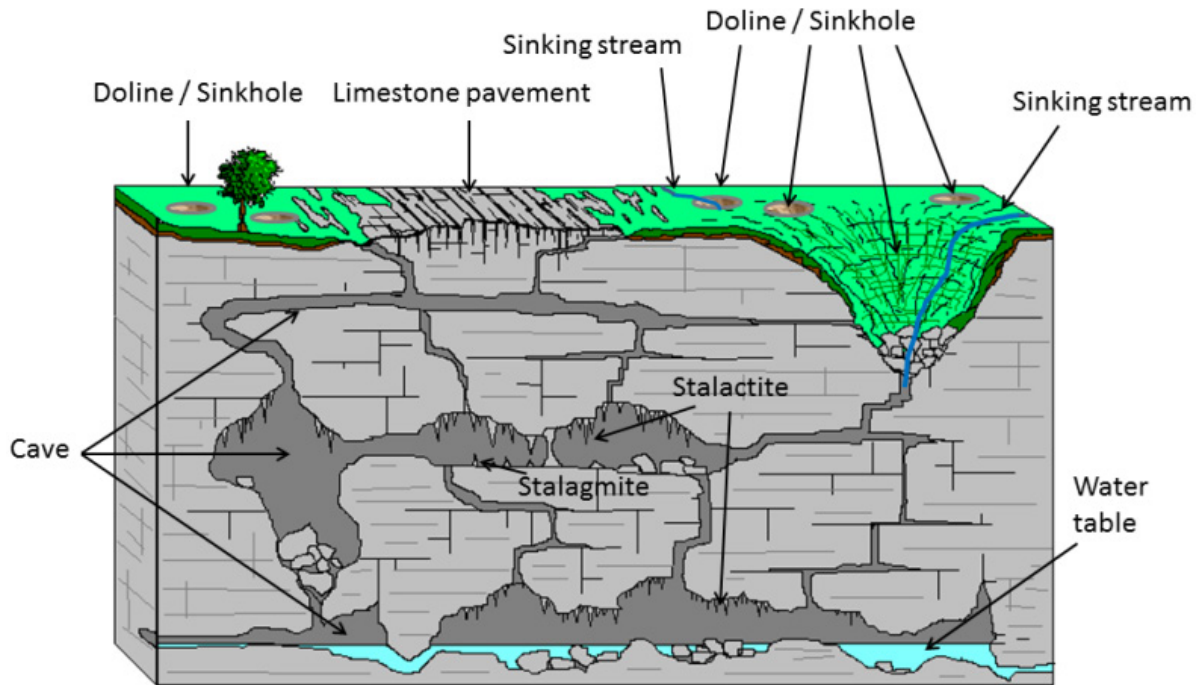 Doline / Sinkhole
Sinking stream
Doline / Sinkhole
Limestone pavement
Sinking stream
Stalactite
Cave
Stalagmite
Water
table